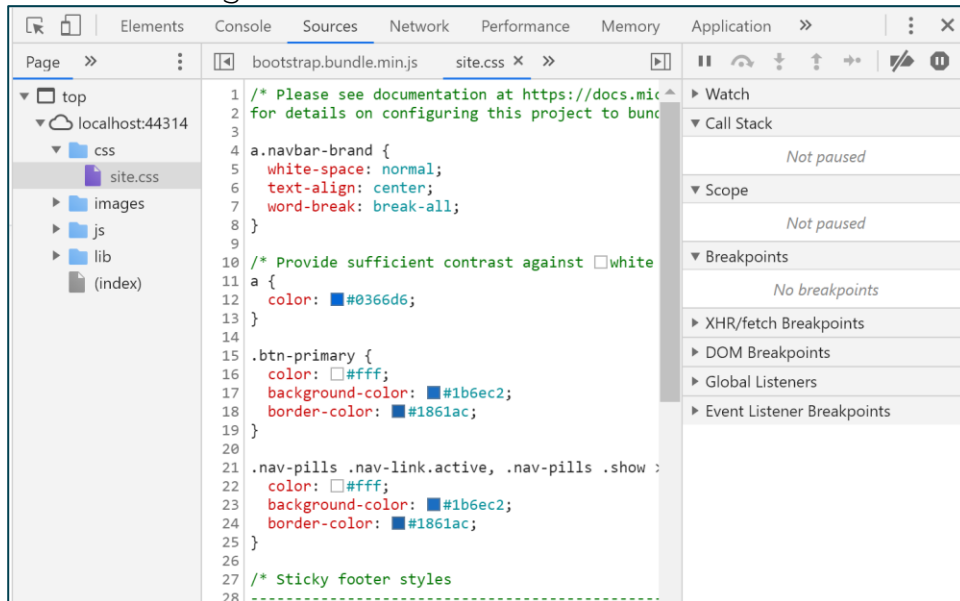 Elements Console Sources Network Performance Memory Application »
Page »
bootstrap.bundle.min.js site.css × »
top
localhost:44314
css
site.css
images
js
lib
(index)
1 /* Please see documentation at https://docs.mic
2 for details on configuring this project to bund
3
4 a.navbar-brand {
5 white-space: normal;
6 text-align: center;
7 word-break: break-all;
8 }
9
10 /* Provide sufficient contrast against white
11 a {
12 color: #0366d6;
13 }
14
15 .btn-primary {
16 color: #fff;
17 background-color: #1b6ec2;
18 border-color: #1861ac;
19 }
20
21 .nav-pills .nav-link.active, .nav-pills .show >
22 color: #fff;
23 background-color: #1b6ec2;
24 border-color: #1861ac;
25 }
26
27 /* Sticky footer styles
28 --------------------------------------------------
Watch
Call Stack
Not paused
Scope
Not paused
Breakpoints
No breakpoints
XHR/fetch Breakpoints
DOM Breakpoints
Global Listeners
Event Listener Breakpoints